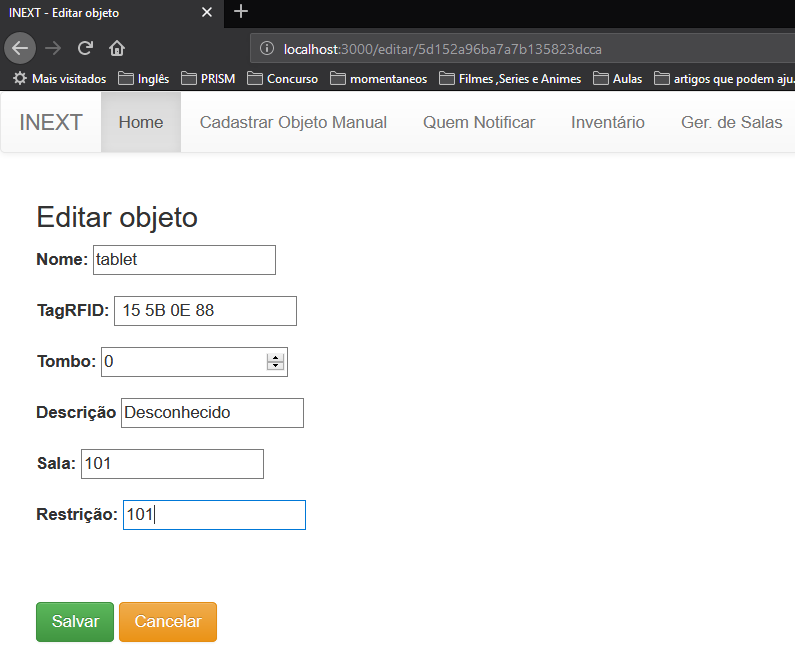 INEXT - Editar objeto
localhost:3000/editar/5d152a96ba7a7b135823dcca
Mais visitados Inglês PRISM Concurso momentaneos Filmes ,Series e Animes Aulas artigos que podem aju.
INEXT Home Cadastrar Objeto Manual Quem Notificar Inventário Ger. de Salas
Editar objeto
Nome: tablet
TagRFID: 15 5B 0E 88
Tombo: 0
Descrição Desconhecido
Sala: 101
Restrição: 101
Salvar Cancelar